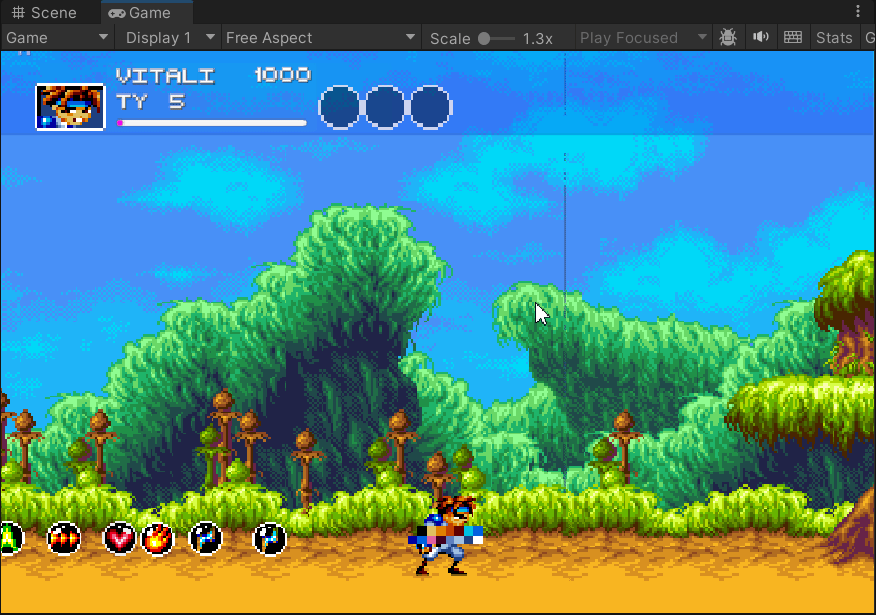 Scene Game
Game Display 1 Free Aspect Scale 1.3x Play Focused Stats G
VITALI 1000
TY 5